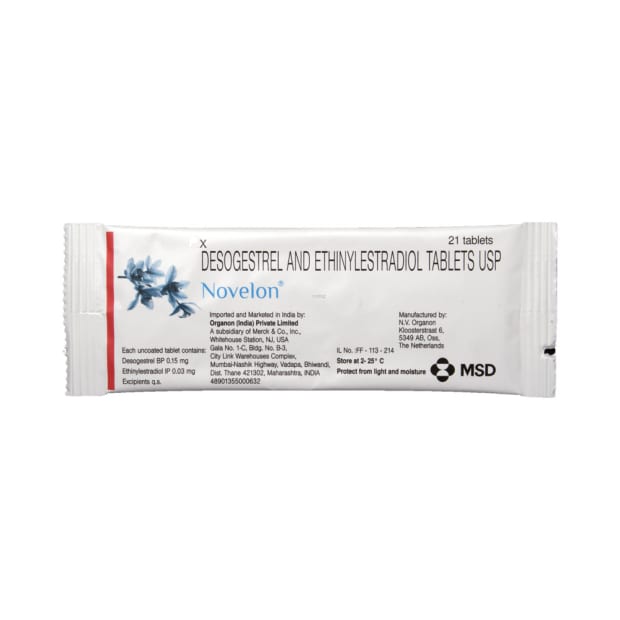 X
21 tablets
DESOGESTREL AND ETHINYLESTRADIOL TABLETS USP
Novelon®
Each uncoated tablet contains:
Desogestrel BP 0.15 mg
Ethinylestradiol IP 0.03 mg
Excipients q.s.
Imported and Marketed in India by:
Organon (India) Private Limited
A subsidiary of Merck & Co., Inc.,
Whitehouse Station, NJ, USA
Gala No. 1-C, Bldg. No. B-3,
City Link Warehouses Complex,
Mumbai-Nashik Highway, Vadapa, Bhiwandi,
Dist. Thane 421302, Maharashtra, INDIA
48901355000632
IL No. :FF - 113 - 214
Store at 2- 25° C
Protect from light and moisture
Manufactured by:
N.V. Organon
Kloosterstraat 6,
5349 AB, Oss,
The Netherlands
MSD